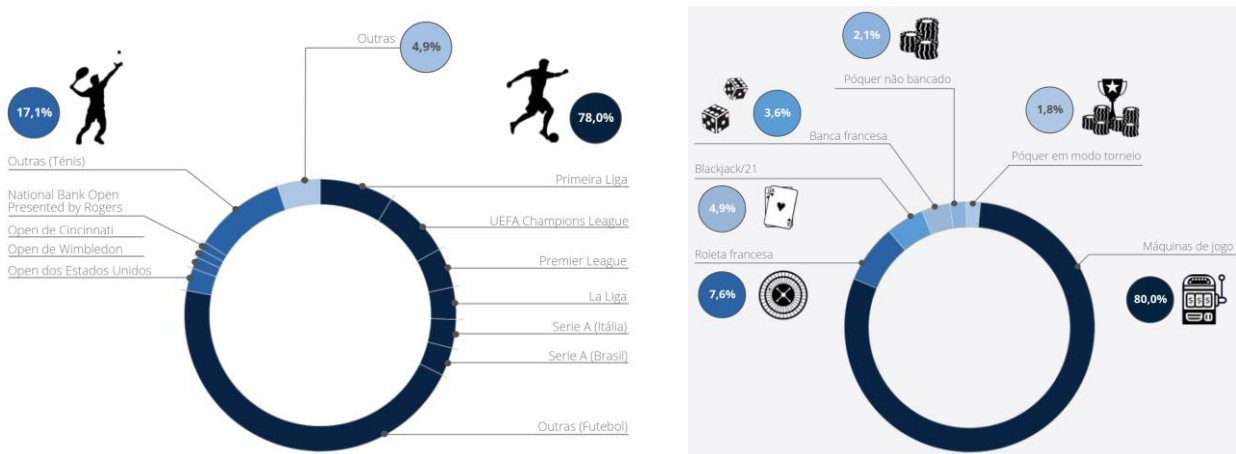 Outras
4,9%
17,1%
78,0%
Outras (Ténis)
National Bank Open
Presented by Rogers
Open de Cincinnati
Open de Wimbledon
Open dos Estados Unidos
Primeira Liga
UEFA Champions League
Premier League
La Liga
Serie A (Itália)
Serie A (Brasil)
Outras (Futebol)
2,1%
Póquer não bancado
3,6%
1,8%
Banca francesa
Póquer em modo torneio
Blackjack/21
4,9%
Roleta francesa
7,6%
Máquinas de jogo
80,0%
$$$